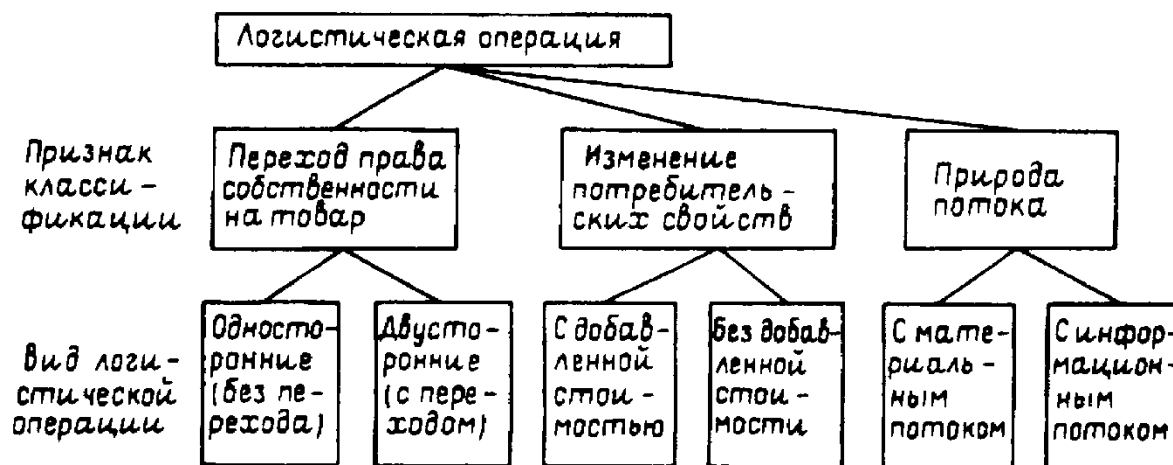 Логистическая операция
Признак
класси-
фикации
Переход права
собственности
на товар
Изменение
потребитель-
ских свойств
Природа
потока
вид логи-
стической
операции
Односто-
ронние
(без пе-
рехода)
Двусто-
ронние
(с пере-
ходом)
С добав-
ленной
стои-
мостью
без добав-
ленной
стои-
мости
С мате-
риаль-
ным
потоком
С инфор-
мацион-
ным
потоком